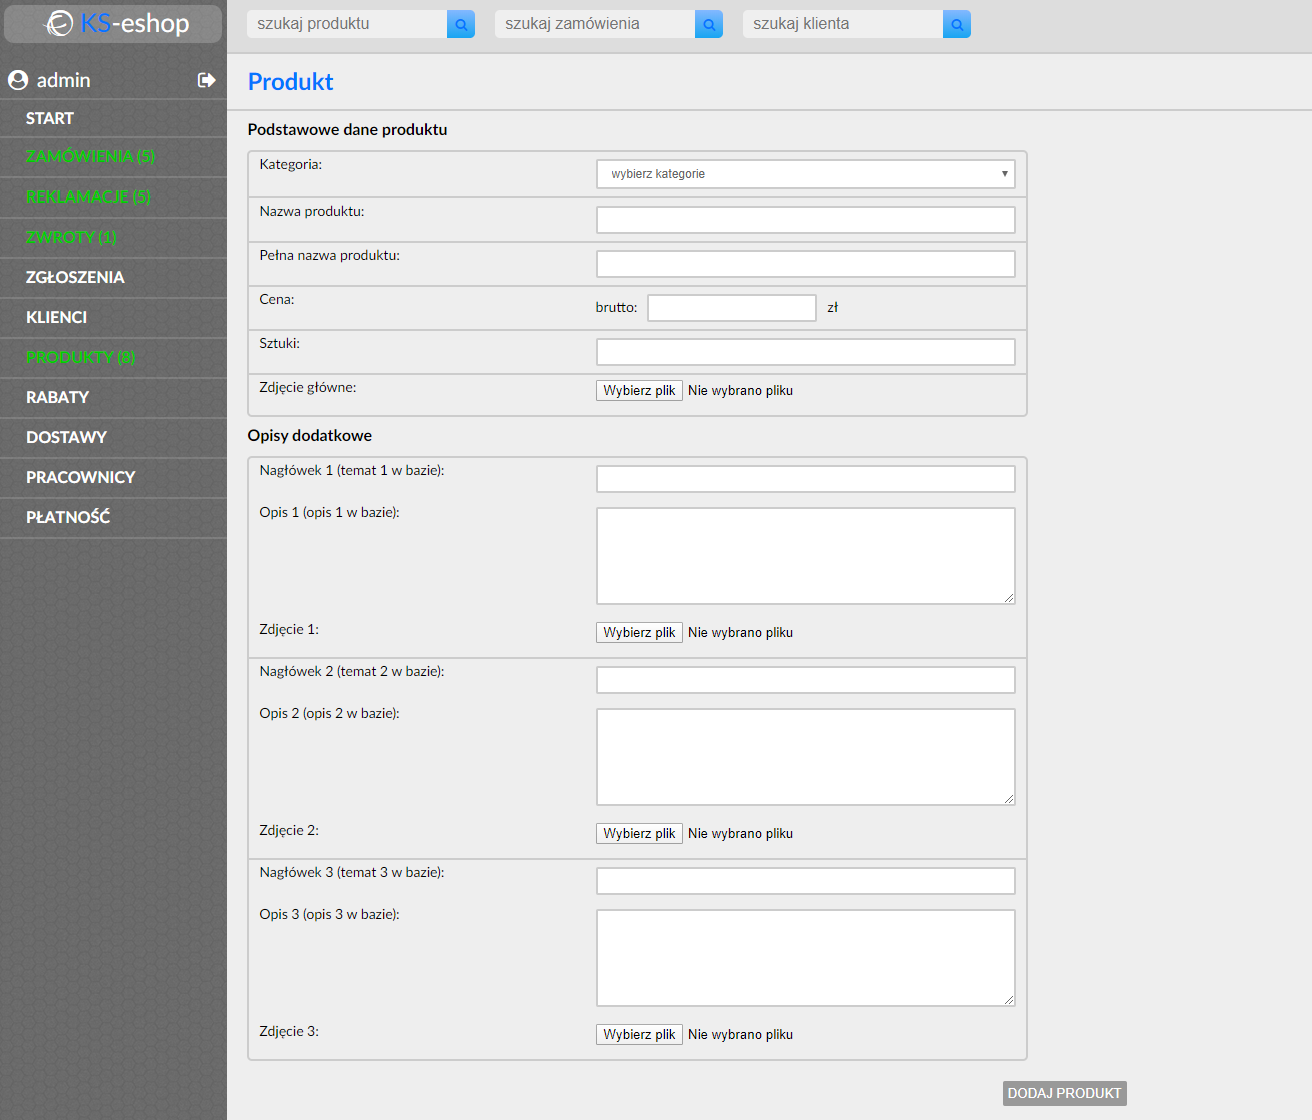 KS-eshop
szukaj produktu
szukaj zamówienia
szukaj klienta
admin
START
ZAMÓWIENIA (5)
REKLAMACJE (5)
ZWROTY (1)
ZGŁOSZENIA
KLIENCI
PRODUKTY (8)
RABATY
DOSTAWY
PRACOWNICY
PŁATNOŚĆ
Produkt
Podstawowe dane produktu
Kategoria:
wybierz kategorie
Nazwa produktu:
Pełna nazwa produktu:
Cena:
brutto:
zł
Sztuki:
Zdjęcie główne:
Wybierz plik Nie wybrano pliku
Opisy dodatkowe
Nagłówek 1 (temat 1 w bazie):
Opis 1 (opis 1 w bazie):
Zdjęcie 1:
Wybierz plik Nie wybrano pliku
Nagłówek 2 (temat 2 w bazie):
Opis 2 (opis 2 w bazie):
Zdjęcie 2:
Wybierz plik Nie wybrano pliku
Nagłówek 3 (temat 3 w bazie):
Opis 3 (opis 3 w bazie):
Zdjęcie 3:
Wybierz plik Nie wybrano pliku
DODAJ PRODUKT